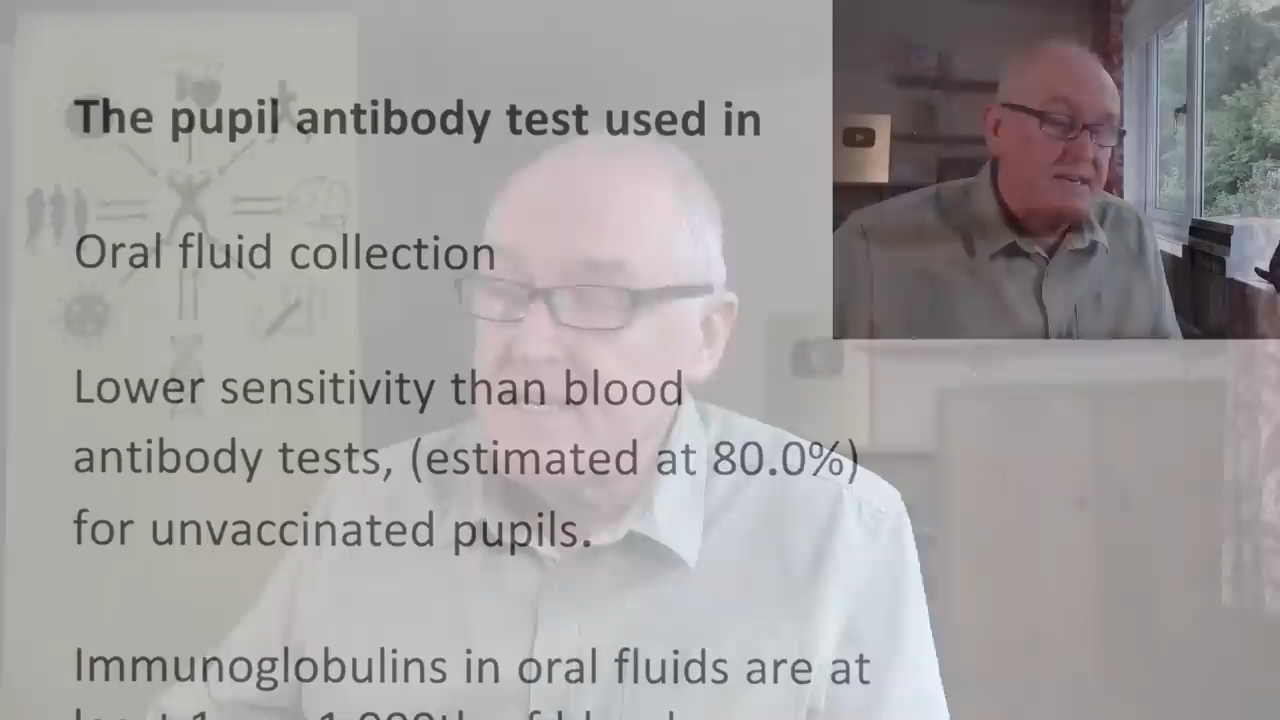 The pupil antibody test used in
Oral fluid collection
Lower sensitivity than blood
antibody tests, (estimated at 80.0%)
for unvaccinated pupils.
Immunoglobulins in oral fluids are at